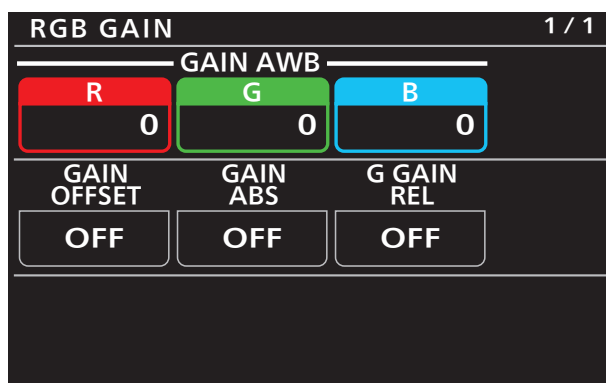 RGB GAIN 1 / 1
GAIN AWB
R G B
0 0 0
GAIN OFFSET GAIN ABS G GAIN REL
OFF OFF OFF